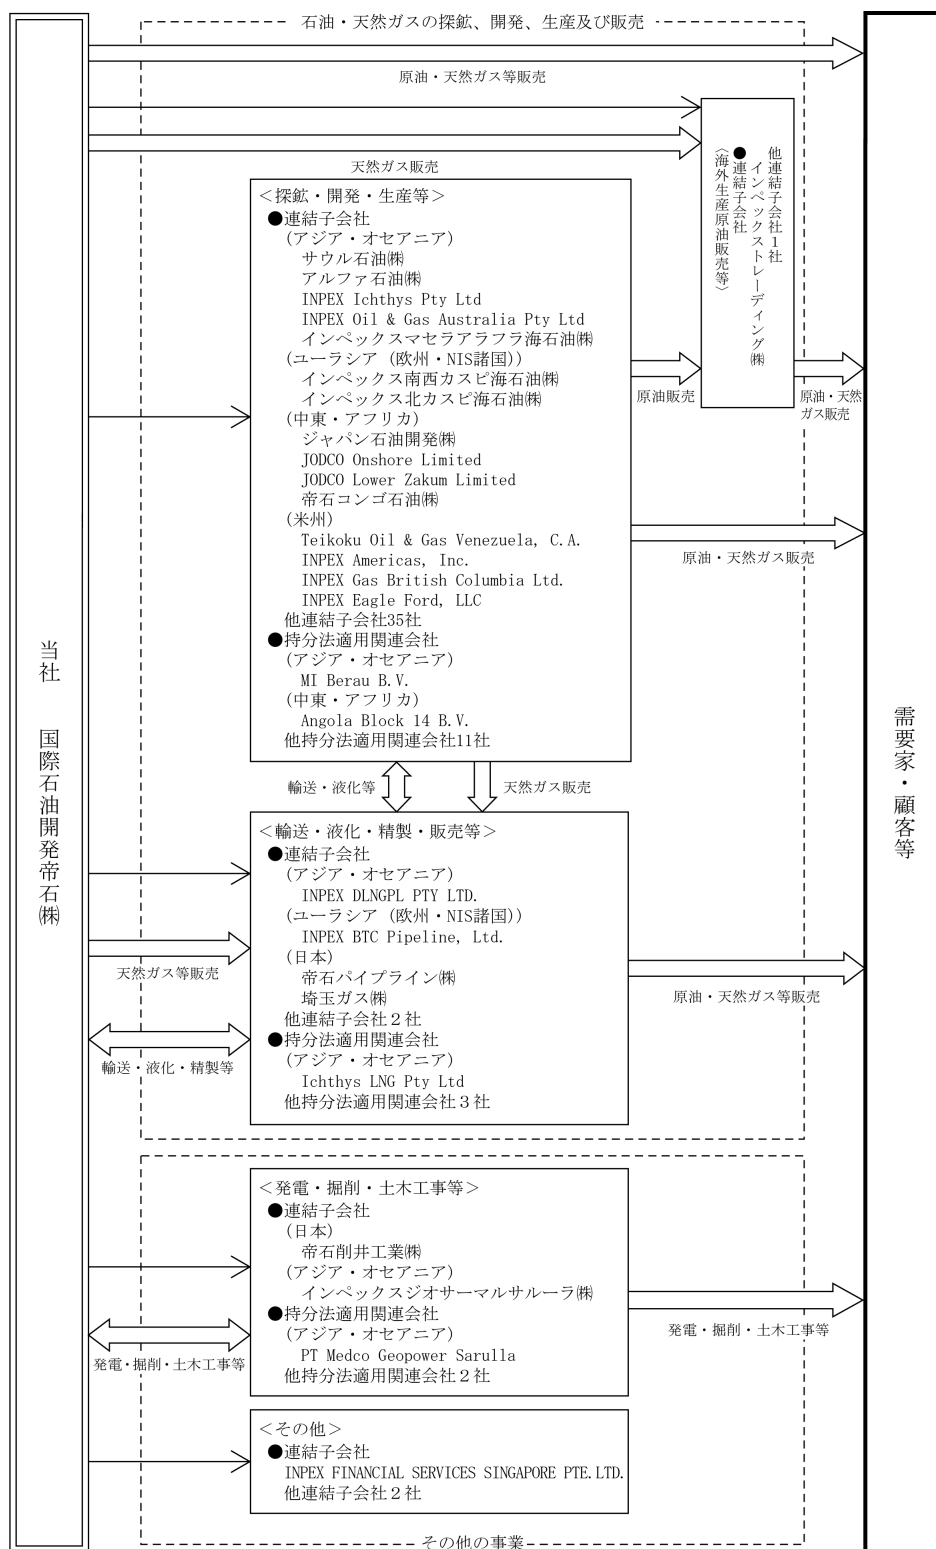 石油・天然ガスの探鉱、開発、生産及び販売
原油・天然ガス等販売
天然ガス販売
他連結子会社1社
インペックストレーディング㈱
●連結子会社
〈海外生産原油販売等〉
＜探鉱・開発・生産等＞
●連結子会社
（アジア・オセアニア）
サウル石油㈱
アルファ石油㈱
INPEX Ichthys Pty Ltd
INPEX Oil & Gas Australia Pty Ltd
インペックスマセラアラフラ海石油㈱
（ユーラシア（欧州・NIS諸国））
インペックス南西カスピ海石油㈱
インペックス北カスピ海石油㈱
（中東・アフリカ）
ジャパン石油開発㈱
JODCO Onshore Limited
JODCO Lower Zakum Limited
帝石コンゴ石油㈱
（米州）
Teikoku Oil & Gas Venezuela, C.A.
INPEX Americas, Inc.
INPEX Gas British Columbia Ltd.
INPEX Eagle Ford, LLC
他連結子会社35社
●持分法適用関連会社
（アジア・オセアニア）
MI Berau B.V.
（中東・アフリカ）
Angola Block 14 B.V.
他持分法適用関連会社11社
原油販売
原油・天然
ガス販売
原油・天然ガス販売
当社　国際石油開発帝石㈱
需要家・顧客等
輸送・液化等
天然ガス販売
＜輸送・液化・精製・販売等＞
●連結子会社
（アジア・オセアニア）
INPEX DLNGPL PTY LTD.
（ユーラシア（欧州・NIS諸国））
INPEX BTC Pipeline, Ltd.
（日本）
帝石パイプライン㈱
埼玉ガス㈱
他連結子会社２社
●持分法適用関連会社
（アジア・オセアニア）
Ichthys LNG Pty Ltd
他持分法適用関連会社３社
天然ガス等販売
輸送・液化・精製等
原油・天然ガス等販売
＜発電・掘削・土木工事等＞
●連結子会社
（日本）
帝石削井工業㈱
（アジア・オセアニア）
インペックスジオサーマルサルーラ㈱
●持分法適用関連会社
（アジア・オセアニア）
PT Medco Geopower Sarulla
他持分法適用関連会社２社
発電・掘削・土木工事等
発電・掘削・土木工事等
＜その他＞
●連結子会社
INPEX FINANCIAL SERVICES SINGAPORE PTE.LTD.
他連結子会社２社
その他の事業